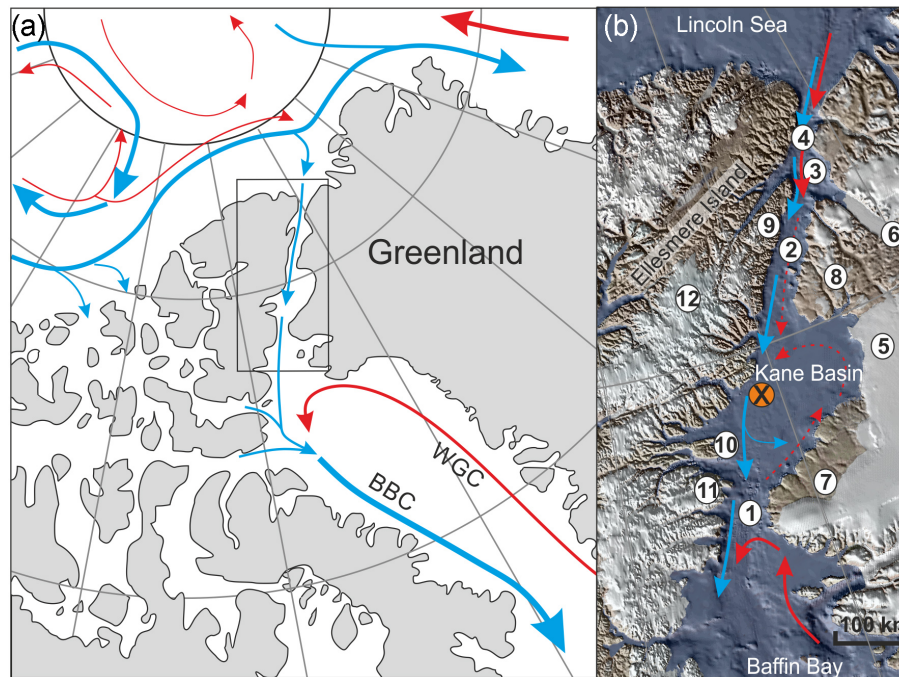 (a)
Greenland
WGC
BBC
(b)
Lincoln Sea
4
3
Ellesmere Island
9
6
2
8
12
5
Kane Basin
X
10
7
11
1
100 km
Baffin Bay